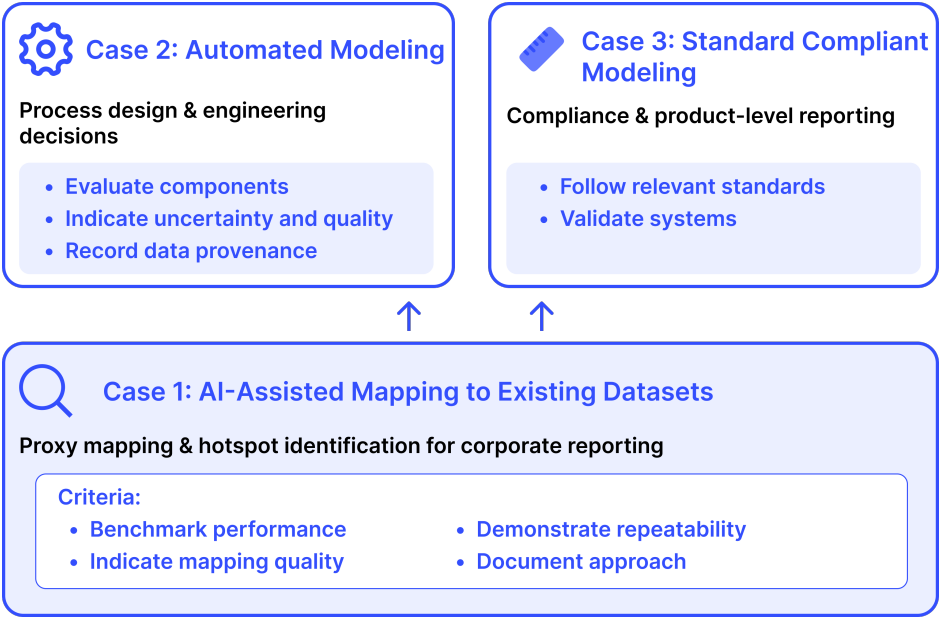 Case 2: Automated Modeling
Process design & engineering
decisions
• Evaluate components
• Indicate uncertainty and quality
• Record data provenance
Case 3: Standard Compliant
Modeling
Compliance & product-level reporting
• Follow relevant standards
• Validate systems
Case 1: AI-Assisted Mapping to Existing Datasets
Proxy mapping & hotspot identification for corporate reporting
Criteria:
• Benchmark performance
• Indicate mapping quality
• Demonstrate repeatability
• Document approach